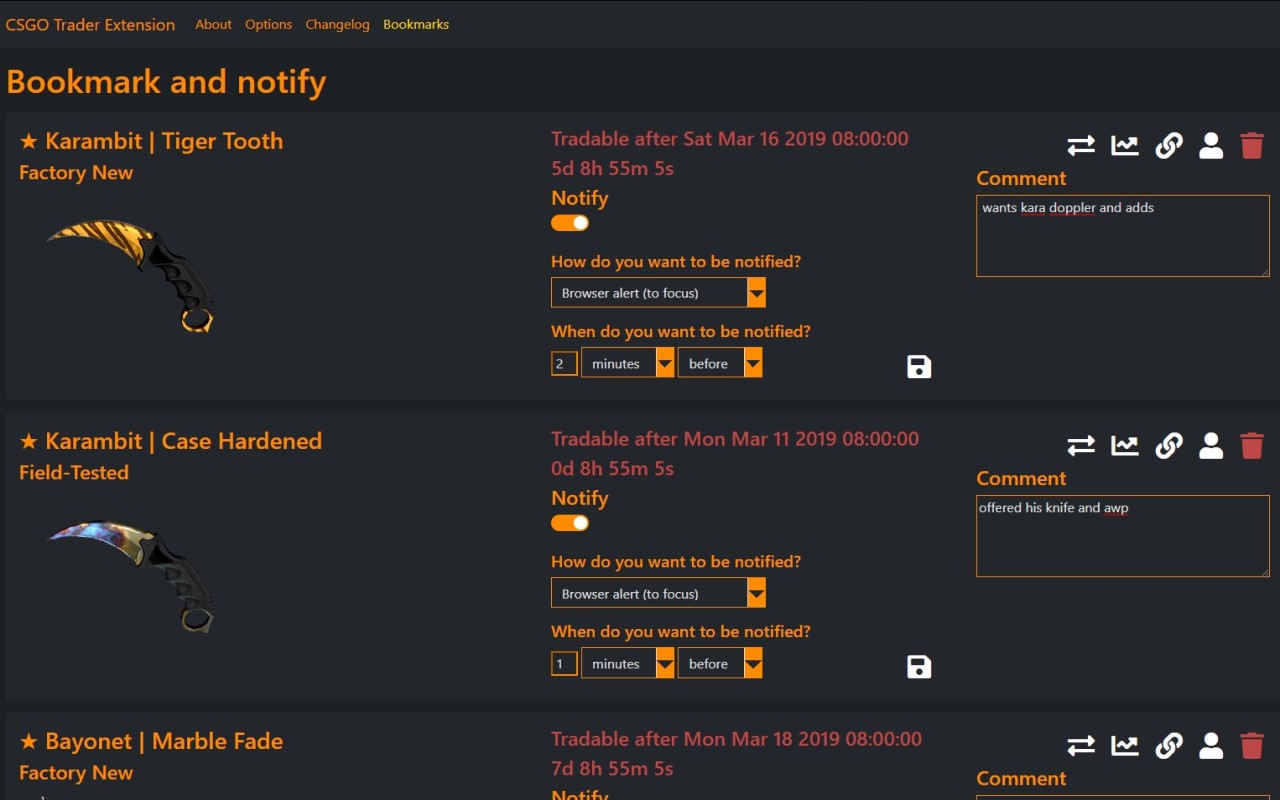 CSGO Trader Extension About Options Changelog Bookmarks
Bookmark and notify
★ Karambit | Tiger Tooth
Factory New
Tradable after Sat Mar 16 2019 08:00:00
5d 8h 55m 5s
Notify
How do you want to be notified?
Browser alert (to focus)
When do you want to be notified?
2 minutes before
Comment
wants kara doppler and adds
★ Karambit | Case Hardened
Field-Tested
Tradable after Mon Mar 11 2019 08:00:00
0d 8h 55m 5s
Notify
How do you want to be notified?
Browser alert (to focus)
When do you want to be notified?
1 minutes before
Comment
offered his knife and awp
★ Bayonet | Marble Fade
Factory New
Tradable after Mon Mar 18 2019 08:00:00
7d 8h 55m 5s
Notify
Comment